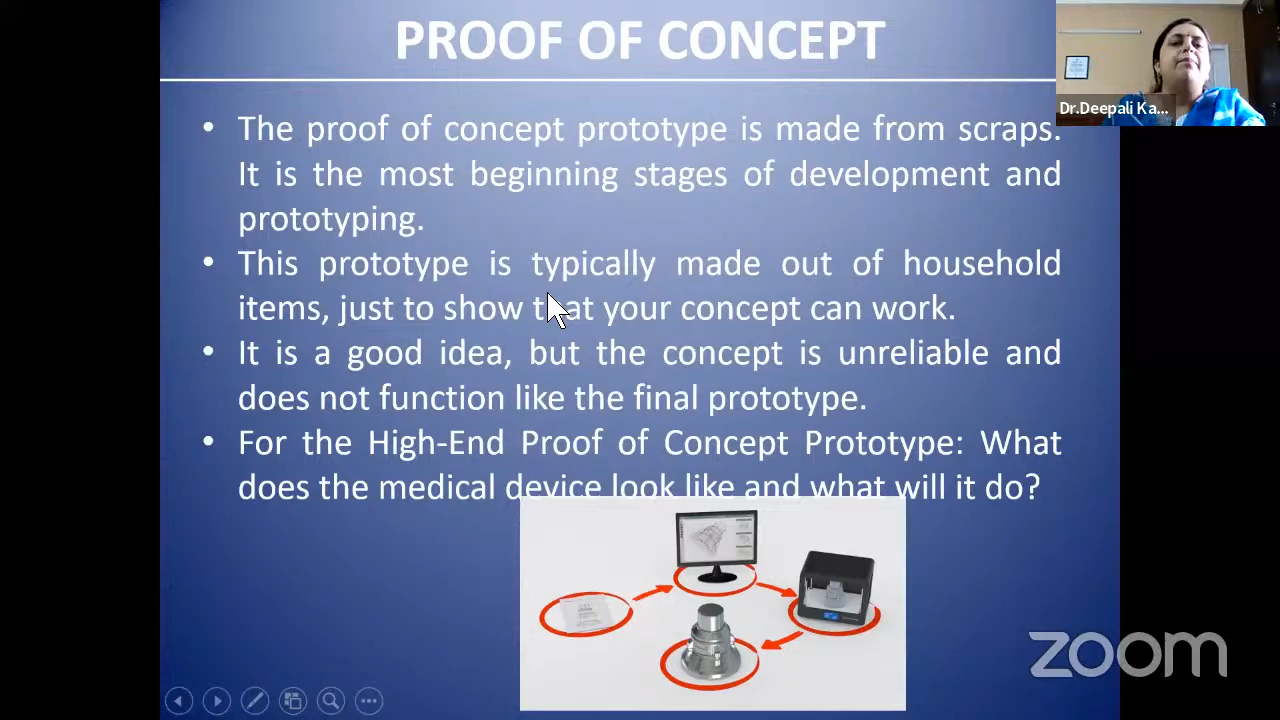 PROOF OF CONCEPT
Dr.Deepali Ka...
• The proof of concept prototype is made from scraps.
It is the most beginning stages of development and
prototyping.
• This prototype is typically made out of household
items, just to show that your concept can work.
• It is a good idea, but the concept is unreliable and
does not function like the final prototype.
• For the High-End Proof of Concept Prototype: What
does the medical device look like and what will it do?
zoom